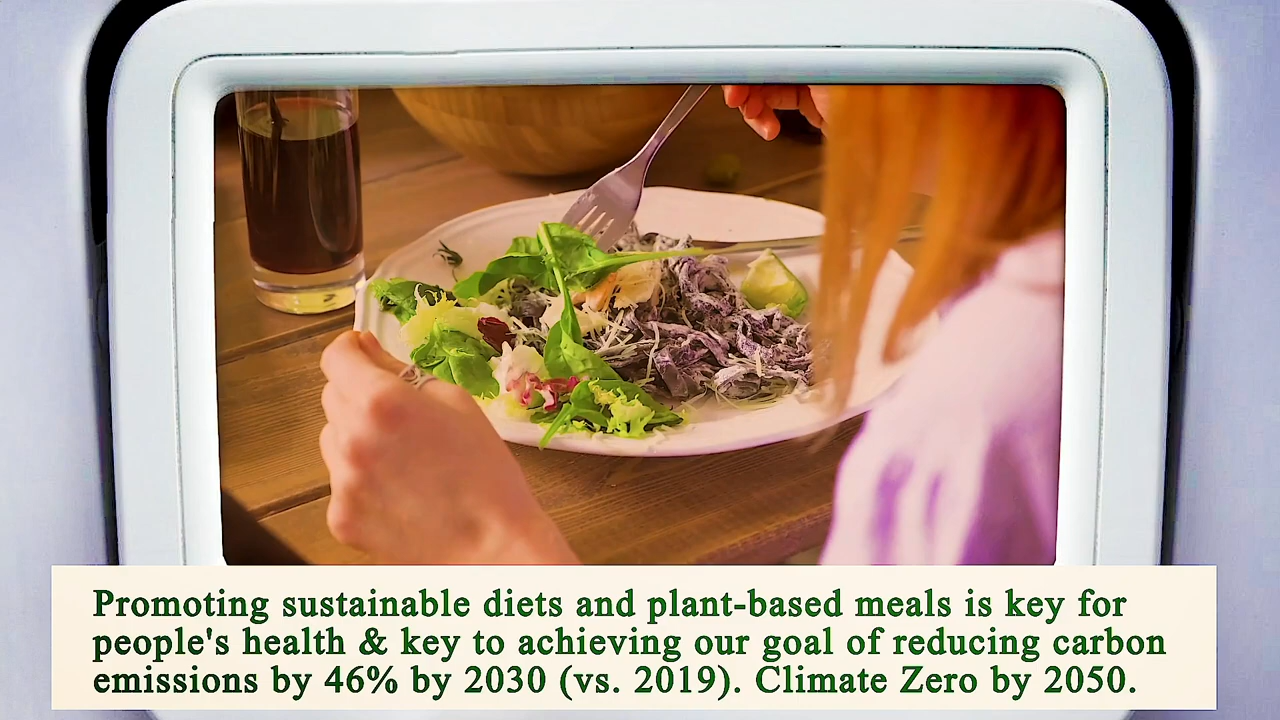 Promoting sustainable diets and plant-based meals is key for
people's health & key to achieving our goal of reducing carbon
emissions by 46% by 2030 (vs. 2019). Climate Zero by 2050.